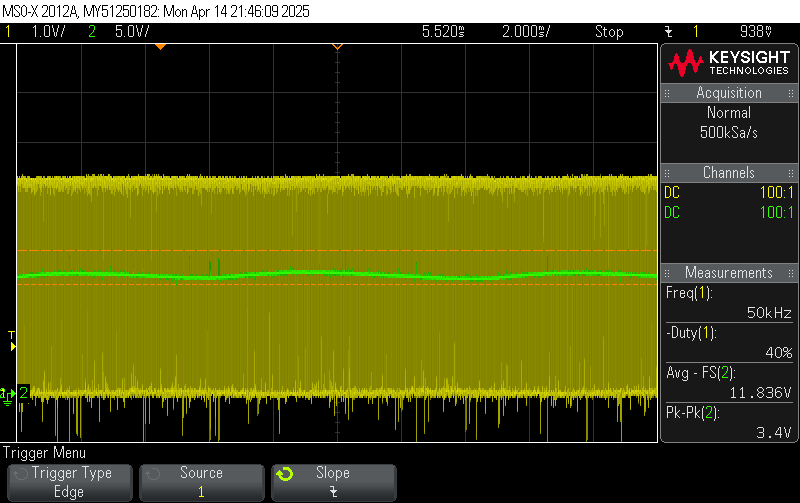 MSO-X 2012A, MY51250182: Mon Apr 14 21:46:09 2025
1 1.0V/ 2 5.0V/ 5.520s 2.000s/ Stop 1 938mV
KEYSIGHT
TECHNOLOGIES
Acquisition
Normal
500kSa/s
Channels
DC 100:1
DC 100:1
Measurements
Freq(1):
50kHz
-Duty(1):
40%
Avg - FS(2):
11.836V
Pk-Pk(2):
3.4V
T
2
Trigger Menu
Trigger Type
Edge
Source
1
Slope